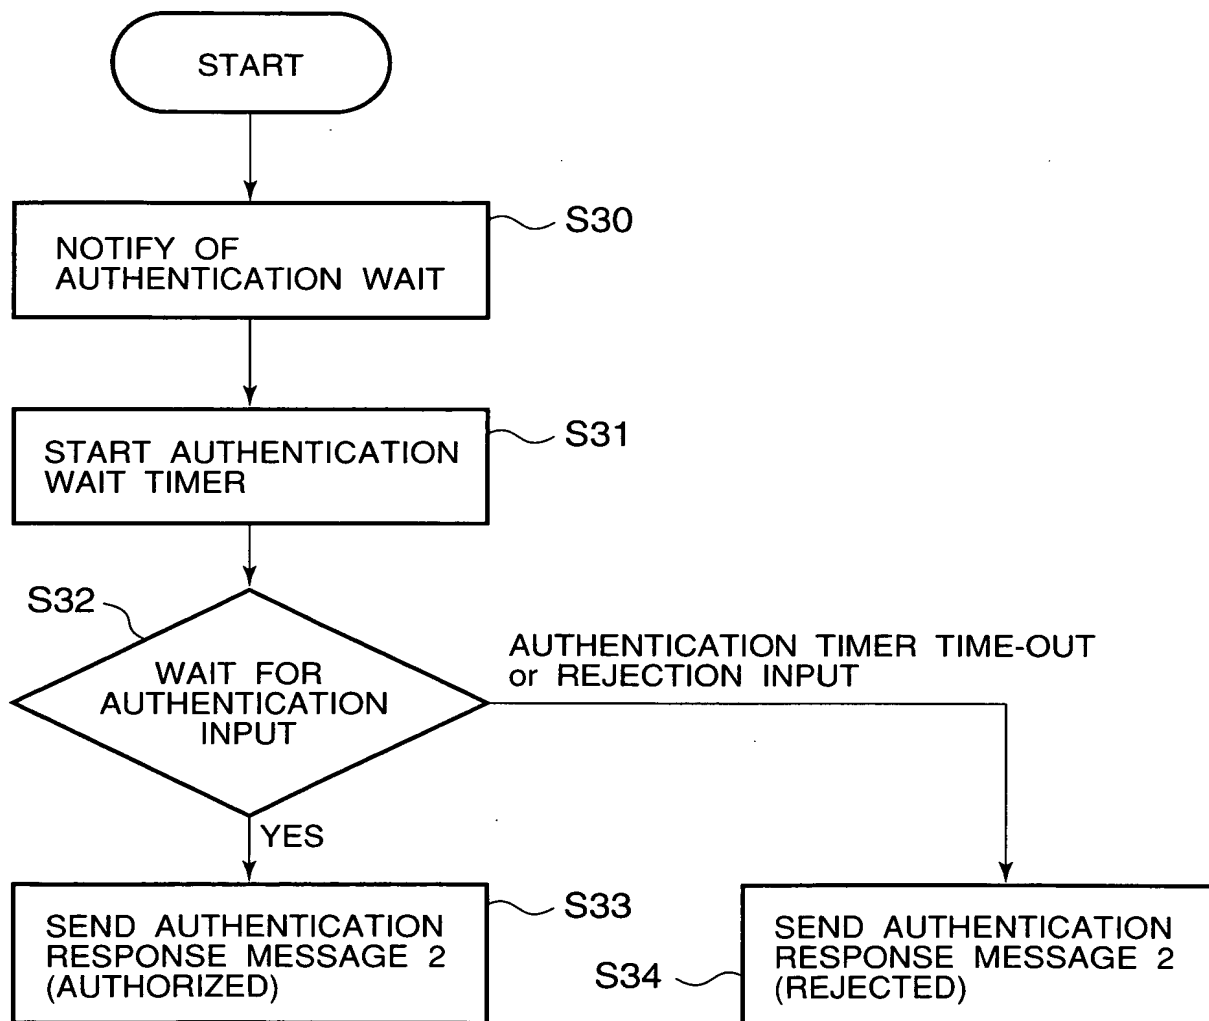 START
S30
NOTIFY OF
AUTHENTICATION WAIT
S31
START AUTHENTICATION
WAIT TIMER
S32
WAIT FOR
AUTHENTICATION
INPUT
AUTHENTICATION TIMER TIME-OUT
or REJECTION INPUT
YES
S33
SEND AUTHENTICATION
RESPONSE MESSAGE 2
(AUTHORIZED)
S34
SEND AUTHENTICATION
RESPONSE MESSAGE 2
(REJECTED)